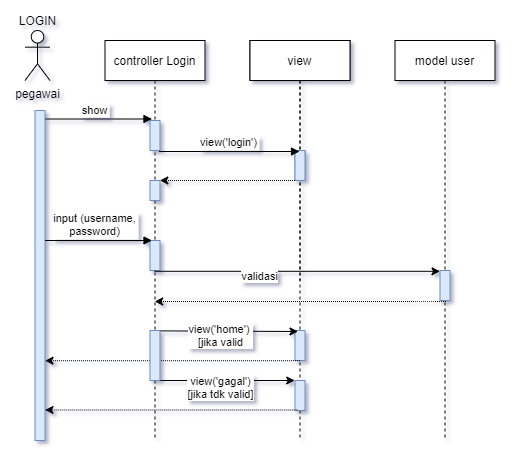 LOGIN
pegawai
controller Login
view
model user
show
view('login')
input (username,
password)
validasi
view('home')
[jika valid
view('gagal')
[jika tdk valid]